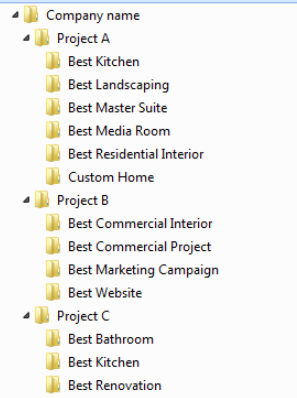 Company name
Project A
Best Kitchen
Best Landscaping
Best Master Suite
Best Media Room
Best Residential Interior
Custom Home
Project B
Best Commercial Interior
Best Commercial Project
Best Marketing Campaign
Best Website
Project C
Best Bathroom
Best Kitchen
Best Renovation